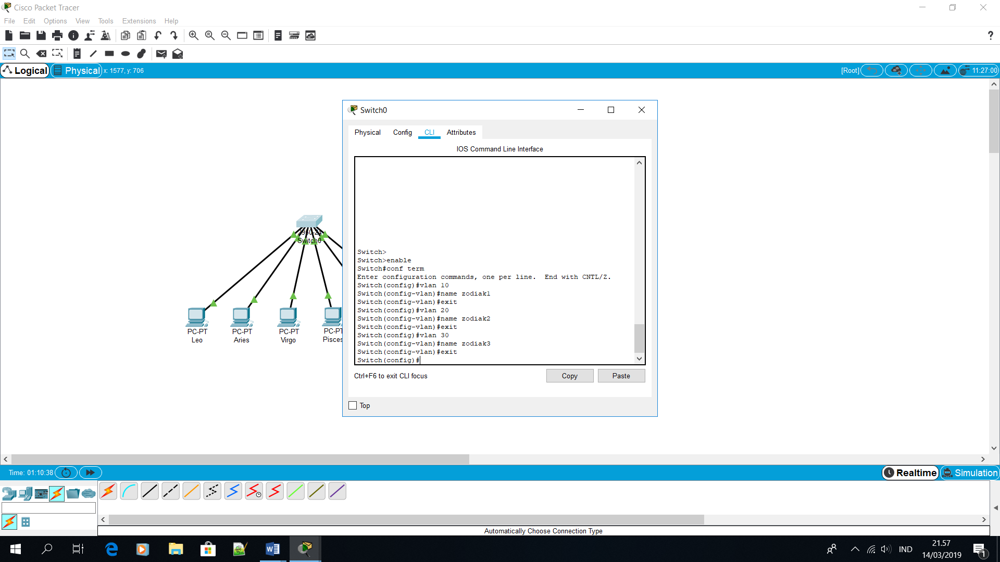 Cisco Packet Tracer
File Edit Options View Tools Extensions Help
Logical Physical x: 1577, y: 706 [Root] 11:27:00
Switch0
Physical Config CLI Attributes
IOS Command Line Interface
Switch>
Switch>enable
Switch#conf term
Enter configuration commands, one per line.  End with CNTL/Z.
Switch(config)#vlan 10
Switch(config-vlan)#name zodiak1
Switch(config-vlan)#exit
Switch(config)#vlan 20
Switch(config-vlan)#name zodiak2
Switch(config-vlan)#exit
Switch(config)#vlan 30
Switch(config-vlan)#name zodiak3
Switch(config-vlan)#exit
Switch(config)#
Ctrl+F6 to exit CLI focus
Copy Paste
Top
2950-24
Switch0
PC-PT
Leo
PC-PT
Aries
PC-PT
Virgo
PC-PT
Pisces
Time: 01:10:38 Realtime Simulation
Automatically Choose Connection Type
IND
21.57
14/03/2019
1